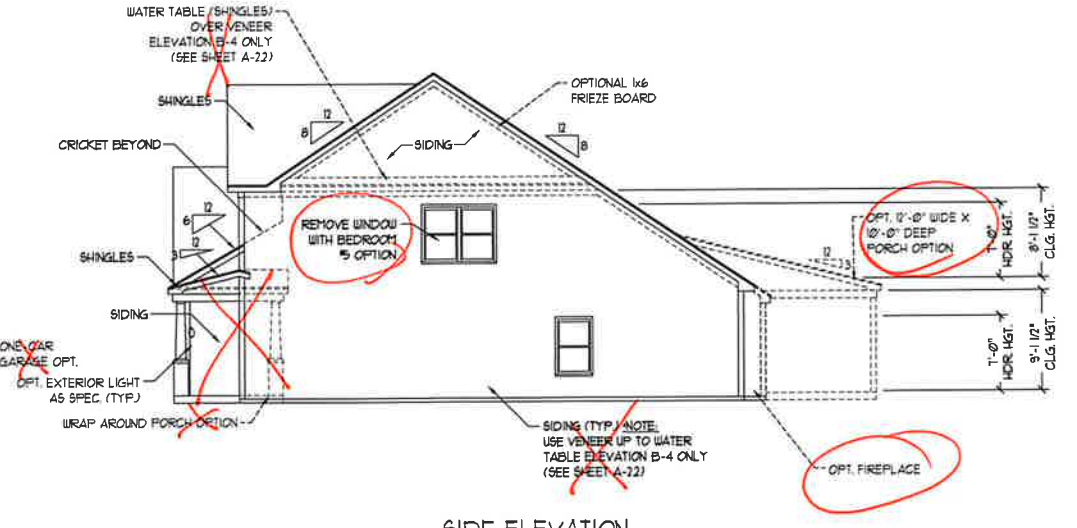 WATER TABLE (SHINGLES)
OVER VENEER
ELEVATION B-4 ONLY
(SEE SHEET A-22)
OPTIONAL 1x6
FRIEZE BOARD
SHINGLES
12
8
12
8
SIDING
CRICKET BEYOND
12
6
REMOVE WINDOW
WITH BEDROOM
5 OPTION
OPT. 12'-0" WIDE X
10'-0" DEEP
PORCH OPTION
7'-0"
HDR. HGT.
8'-1 1/2"
CLG. HGT.
12
3
SHINGLES
12
3
SIDING
ONE-CAR
GARAGE OPT.
OPT. EXTERIOR LIGHT
AS SPEC. (TYP.)
7'-0"
HDR. HGT.
9'-1 1/2"
CLG. HGT.
WRAP AROUND PORCH OPTION
SIDING (TYP.) NOTE:
USE VENEER UP TO WATER
TABLE ELEVATION B-4 ONLY
(SEE SHEET A-22)
OPT. FIREPLACE
SIDE ELEVATION